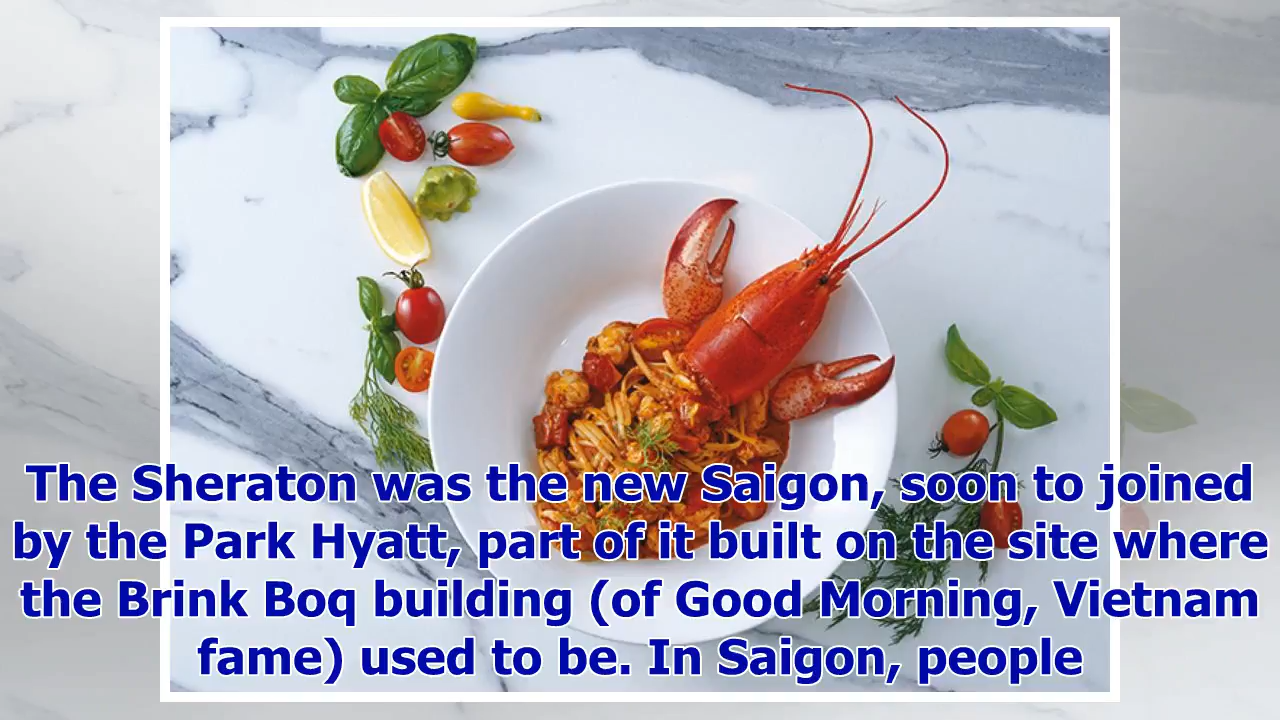 The Sheraton was the new Saigon, soon to joined
by the Park Hyatt, part of it built on the site where
the Brink Boq building (of Good Morning, Vietnam
fame) used to be. In Saigon, people